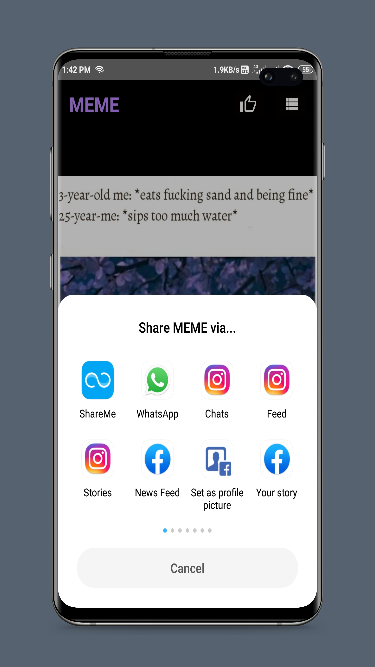 1:42 PM
1.9KB/s
MEME
3-year-old me: *eats fucking sand and being fine*
25-year-me: *sips too much water*
Share MEME via...
ShareMe WhatsApp Chats Feed
Stories News Feed Set as profile picture Your story
Cancel